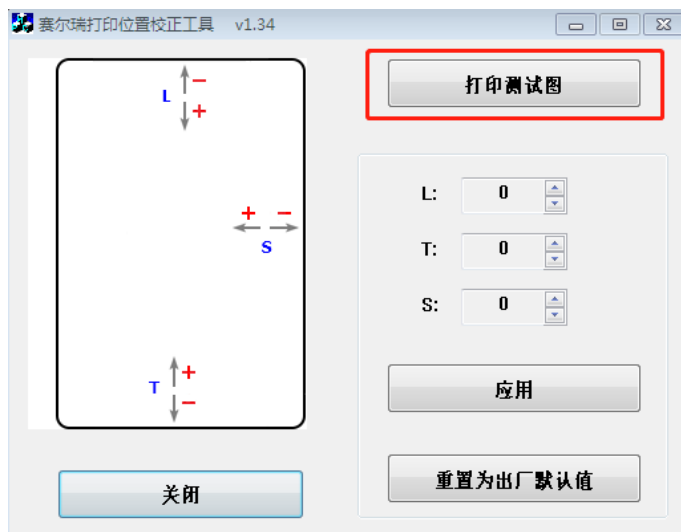 赛尔瑞打印位置校正工具 v1.34
L
−
+
打印测试图
+ −
S
L: 0
T: 0
S: 0
T
+
−
应用
关闭
重置为出厂默认值